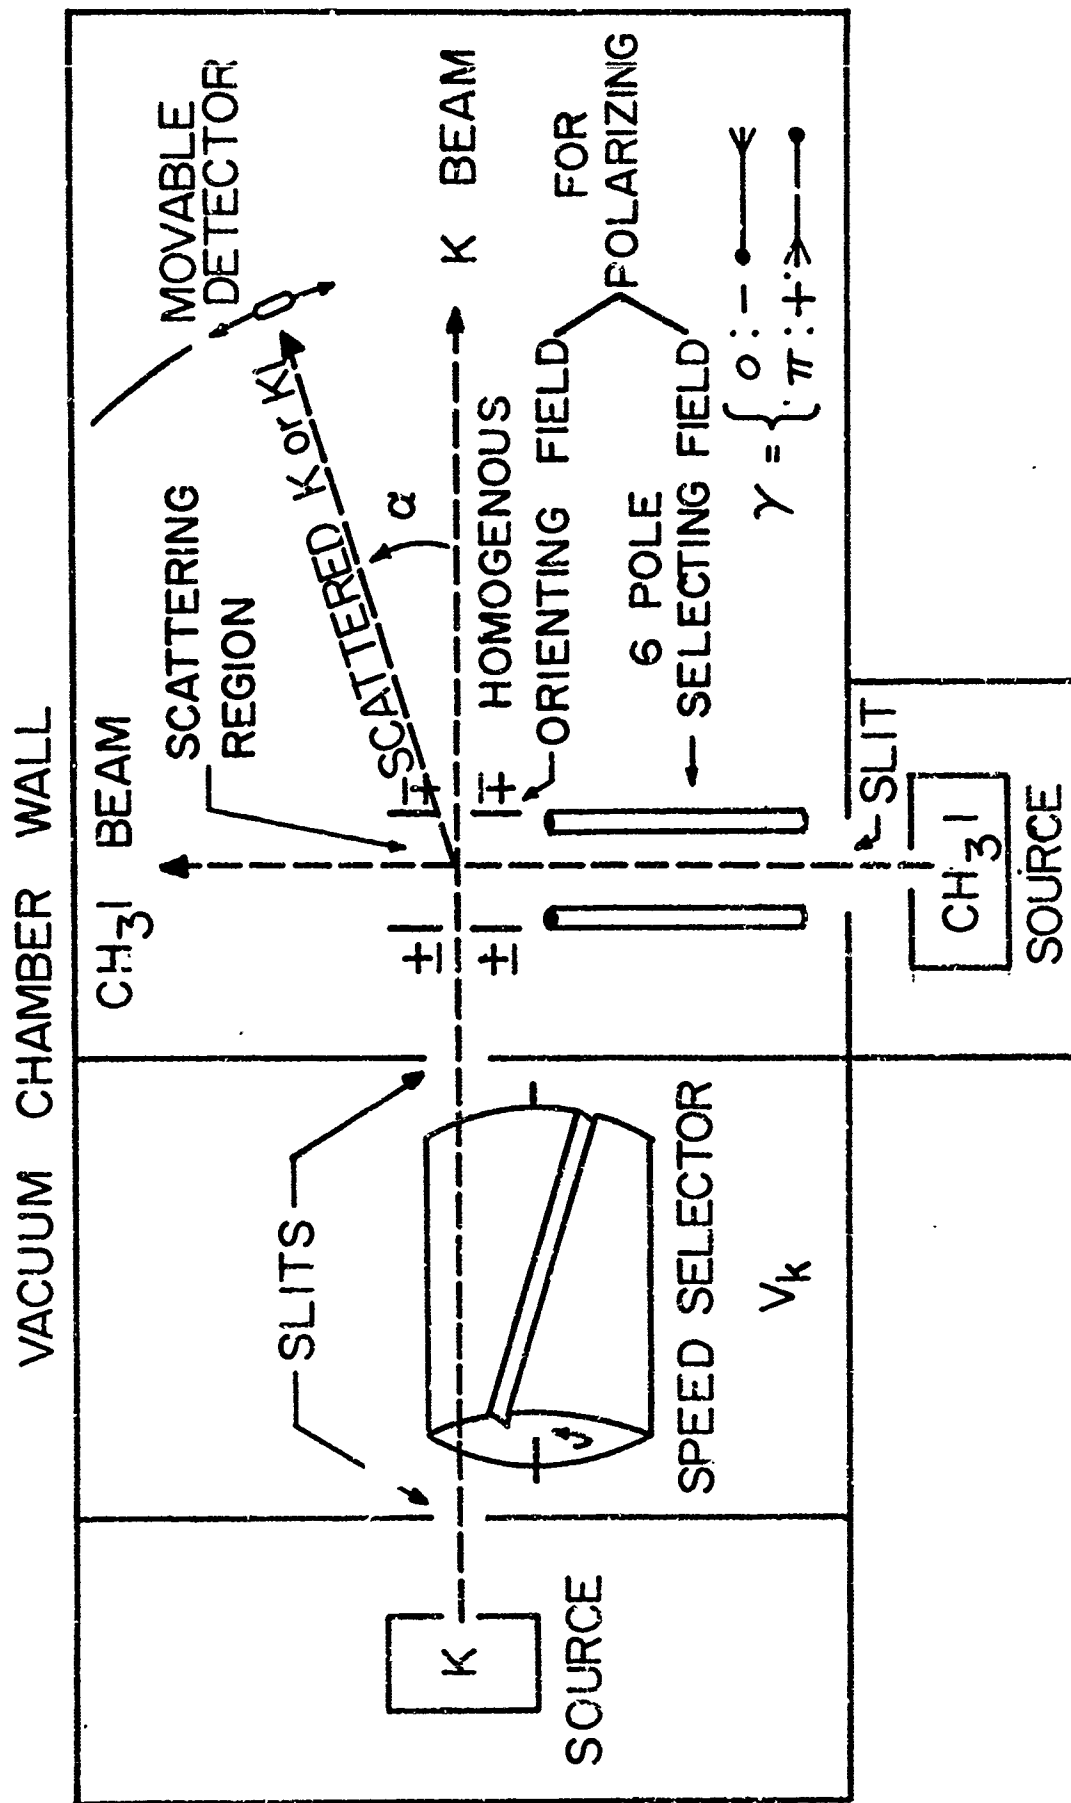 VACUUM CHAMBER WALL
CH3I BEAM
MOVABLE
DETECTOR
SCATTERING
REGION
SLITS
SCATTERED K or KI
α
K
K BEAM
± ∓
± ∓
HOMOGENOUS
ORIENTING FIELD
FOR
POLARIZING
6 POLE
SELECTING FIELD
SOURCE
SPEED SELECTOR
V_k
γ = { O : -
π : +
SLIT
CH3I
SOURCE